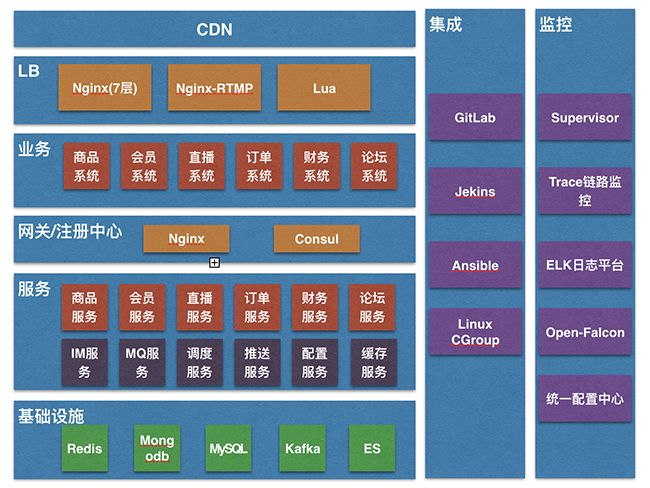 CDN
LB
Nginx(7层)
Nginx-RTMP
Lua
业务
商品
系统
会员
系统
直播
系统
订单
系统
财务
系统
论坛
系统
网关/注册中心
Nginx
Consul
服务
商品
服务
会员
服务
直播
服务
订单
服务
财务
服务
论坛
服务
IM服
务
MQ服
务
调度
服务
推送
服务
配置
服务
缓存
服务
基础设施
Redis
Mong
odb
MySQL
Kafka
ES
集成
GitLab
Jekins
Ansible
Linux
CGroup
监控
Supervisor
Trace链路监
控
ELK日志平台
Open-Falcon
统一配置中心